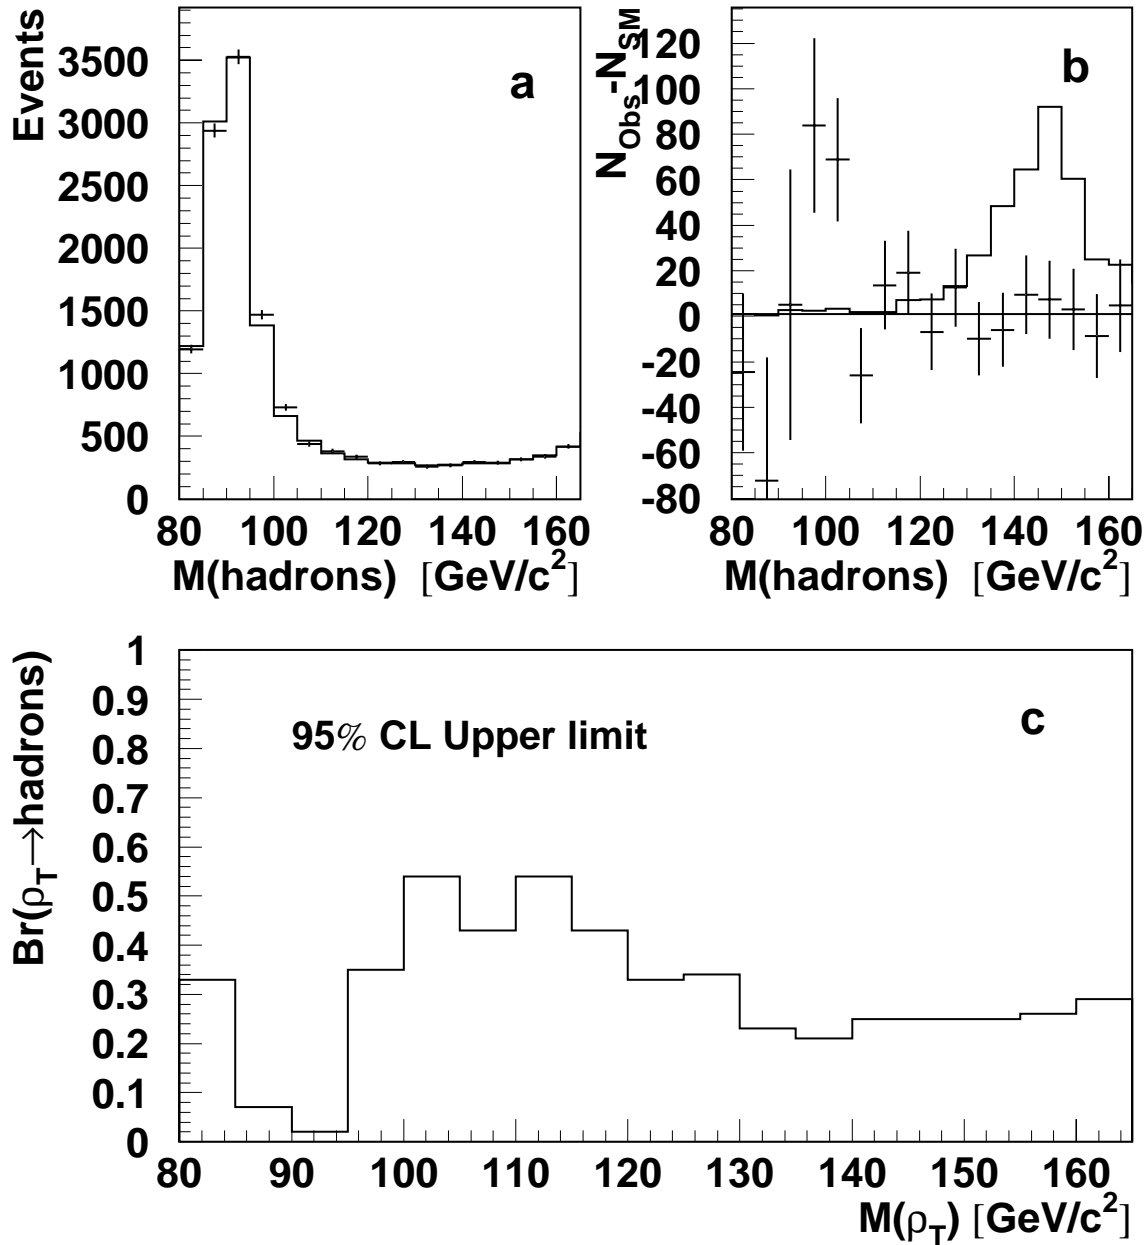 Events
3500
3000
2500
2000
1500
1000
500
0
a
80 100 120 140 160
M(hadrons) [GeV/c²]
N_Obs-N_SM
120
100
80
60
40
20
0
-20
-40
-60
-80
b
80 100 120 140 160
M(hadrons) [GeV/c²]
Br(ρ_T→hadrons)
1
0.9
0.8
0.7
0.6
0.5
0.4
0.3
0.2
0.1
0
95% CL Upper limit
c
80 90 100 110 120 130 140 150 160
M(ρ_T) [GeV/c²]